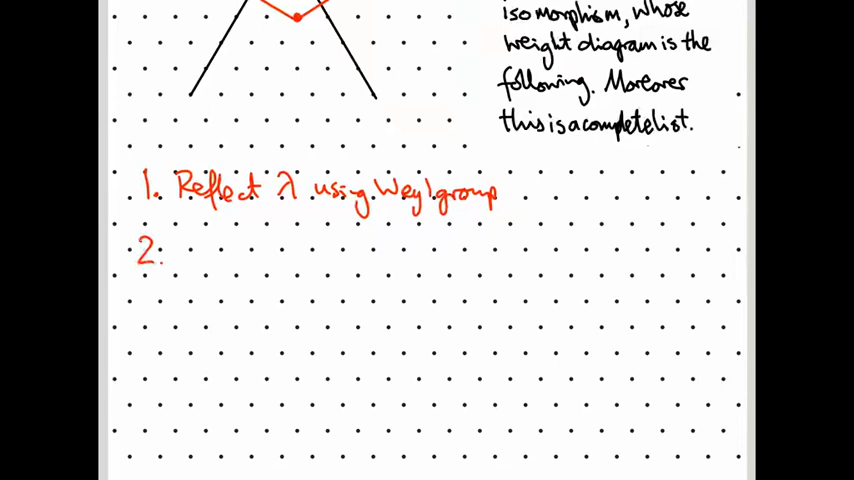 isomorphism, whose
weight diagram is the
following. Moreover
this is a complete list.
1. Reflect λ using Weyl group
2.